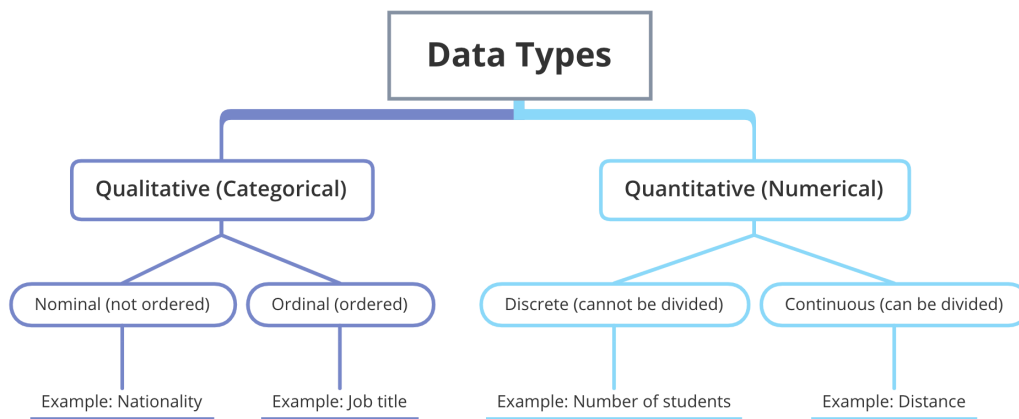 Data Types
Qualitative (Categorical)
Quantitative (Numerical)
Nominal (not ordered)
Ordinal (ordered)
Discrete (cannot be divided)
Continuous (can be divided)
Example: Nationality
Example: Job title
Example: Number of students
Example: Distance